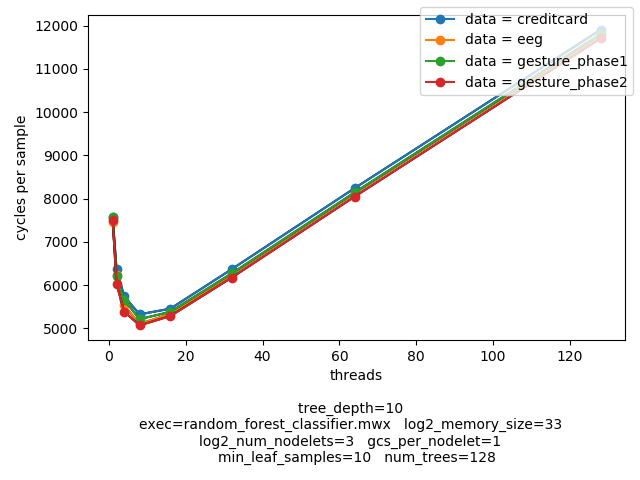 12000
11000
10000
9000
8000
7000
6000
5000
cycles per sample
data = creditcard
data = eeg
data = gesture_phase1
data = gesture_phase2
0 20 40 60 80 100 120
threads
tree_depth=10
exec=random_forest_classifier.mwx log2_memory_size=33
log2_num_nodelets=3 gcs_per_nodelet=1
min_leaf_samples=10 num_trees=128